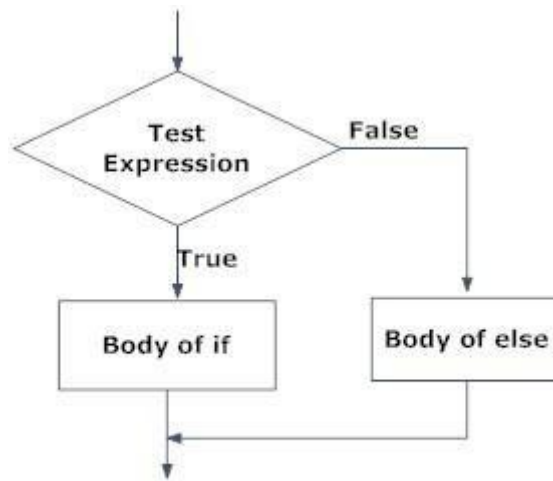 Test
Expression
False
True
Body of if
Body of else